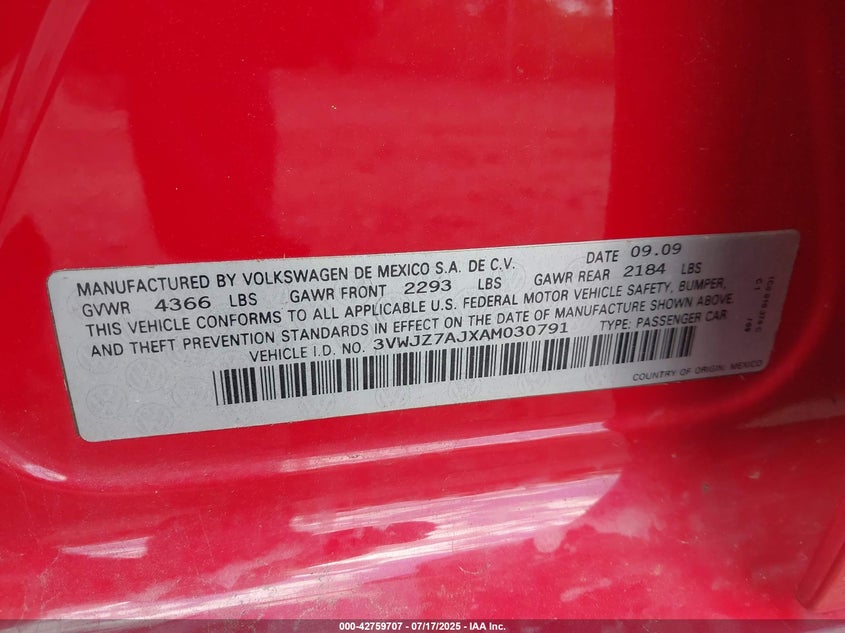 MANUFACTURED BY VOLKSWAGEN DE MEXICO S.A. DE C.V. DATE 09.09
GVWR 4366 LBS GAWR FRONT 2293 LBS GAWR REAR 2184 LBS
THIS VEHICLE CONFORMS TO ALL APPLICABLE U.S. FEDERAL MOTOR VEHICLE SAFETY, BUMPER,
AND THEFT PREVENTION STANDARDS IN EFFECT ON THE DATE OF MANUFACTURE SHOWN ABOVE.
VEHICLE I.D. NO. 3VWJZ7AJXAM030791 TYPE: PASSENGER CAR
COUNTRY OF ORIGIN: MEXICO
000-42759707 - 07/17/2025 - IAA Inc.